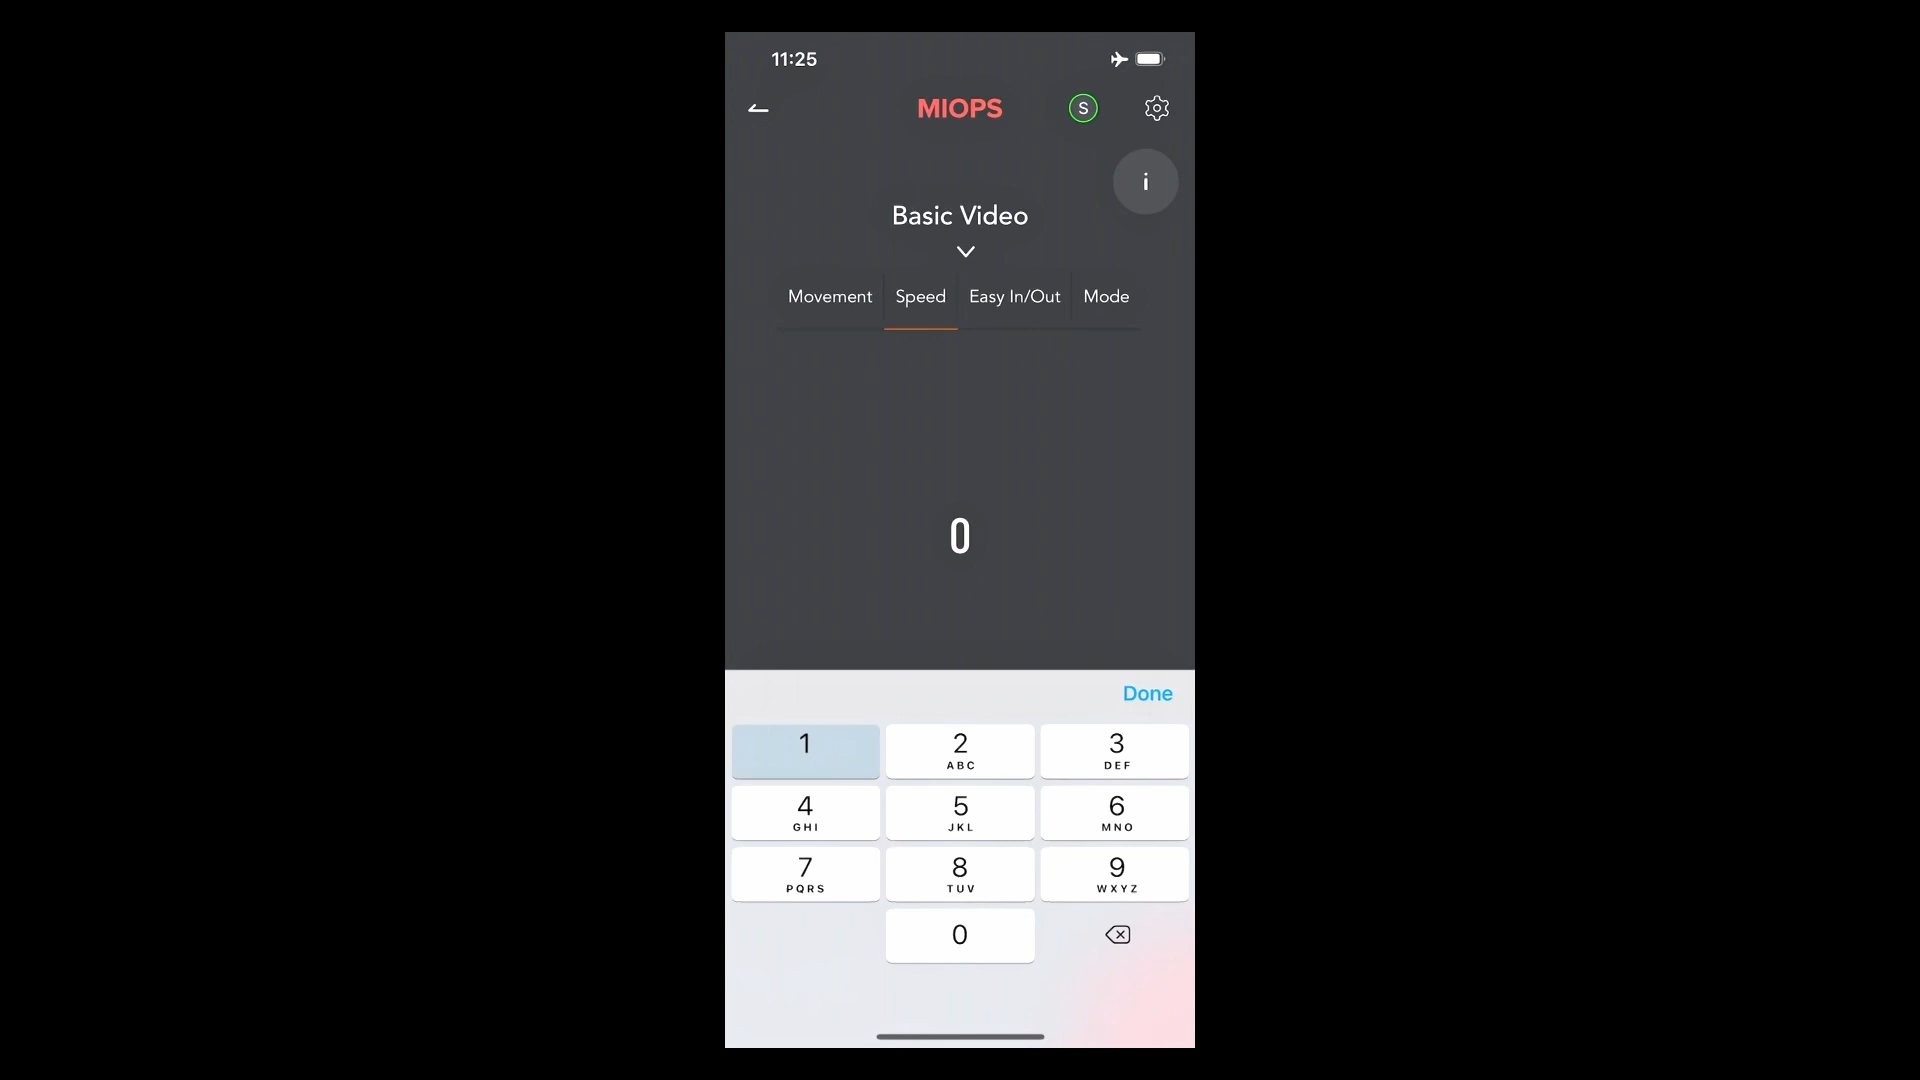 11:25
MIOPS S
i
Basic Video
Movement Speed Easy In/Out Mode
0
Done
1 2 3
ABC DEF
4 5 6
GHI JKL MNO
7 8 9
PQRS TUV WXYZ
0